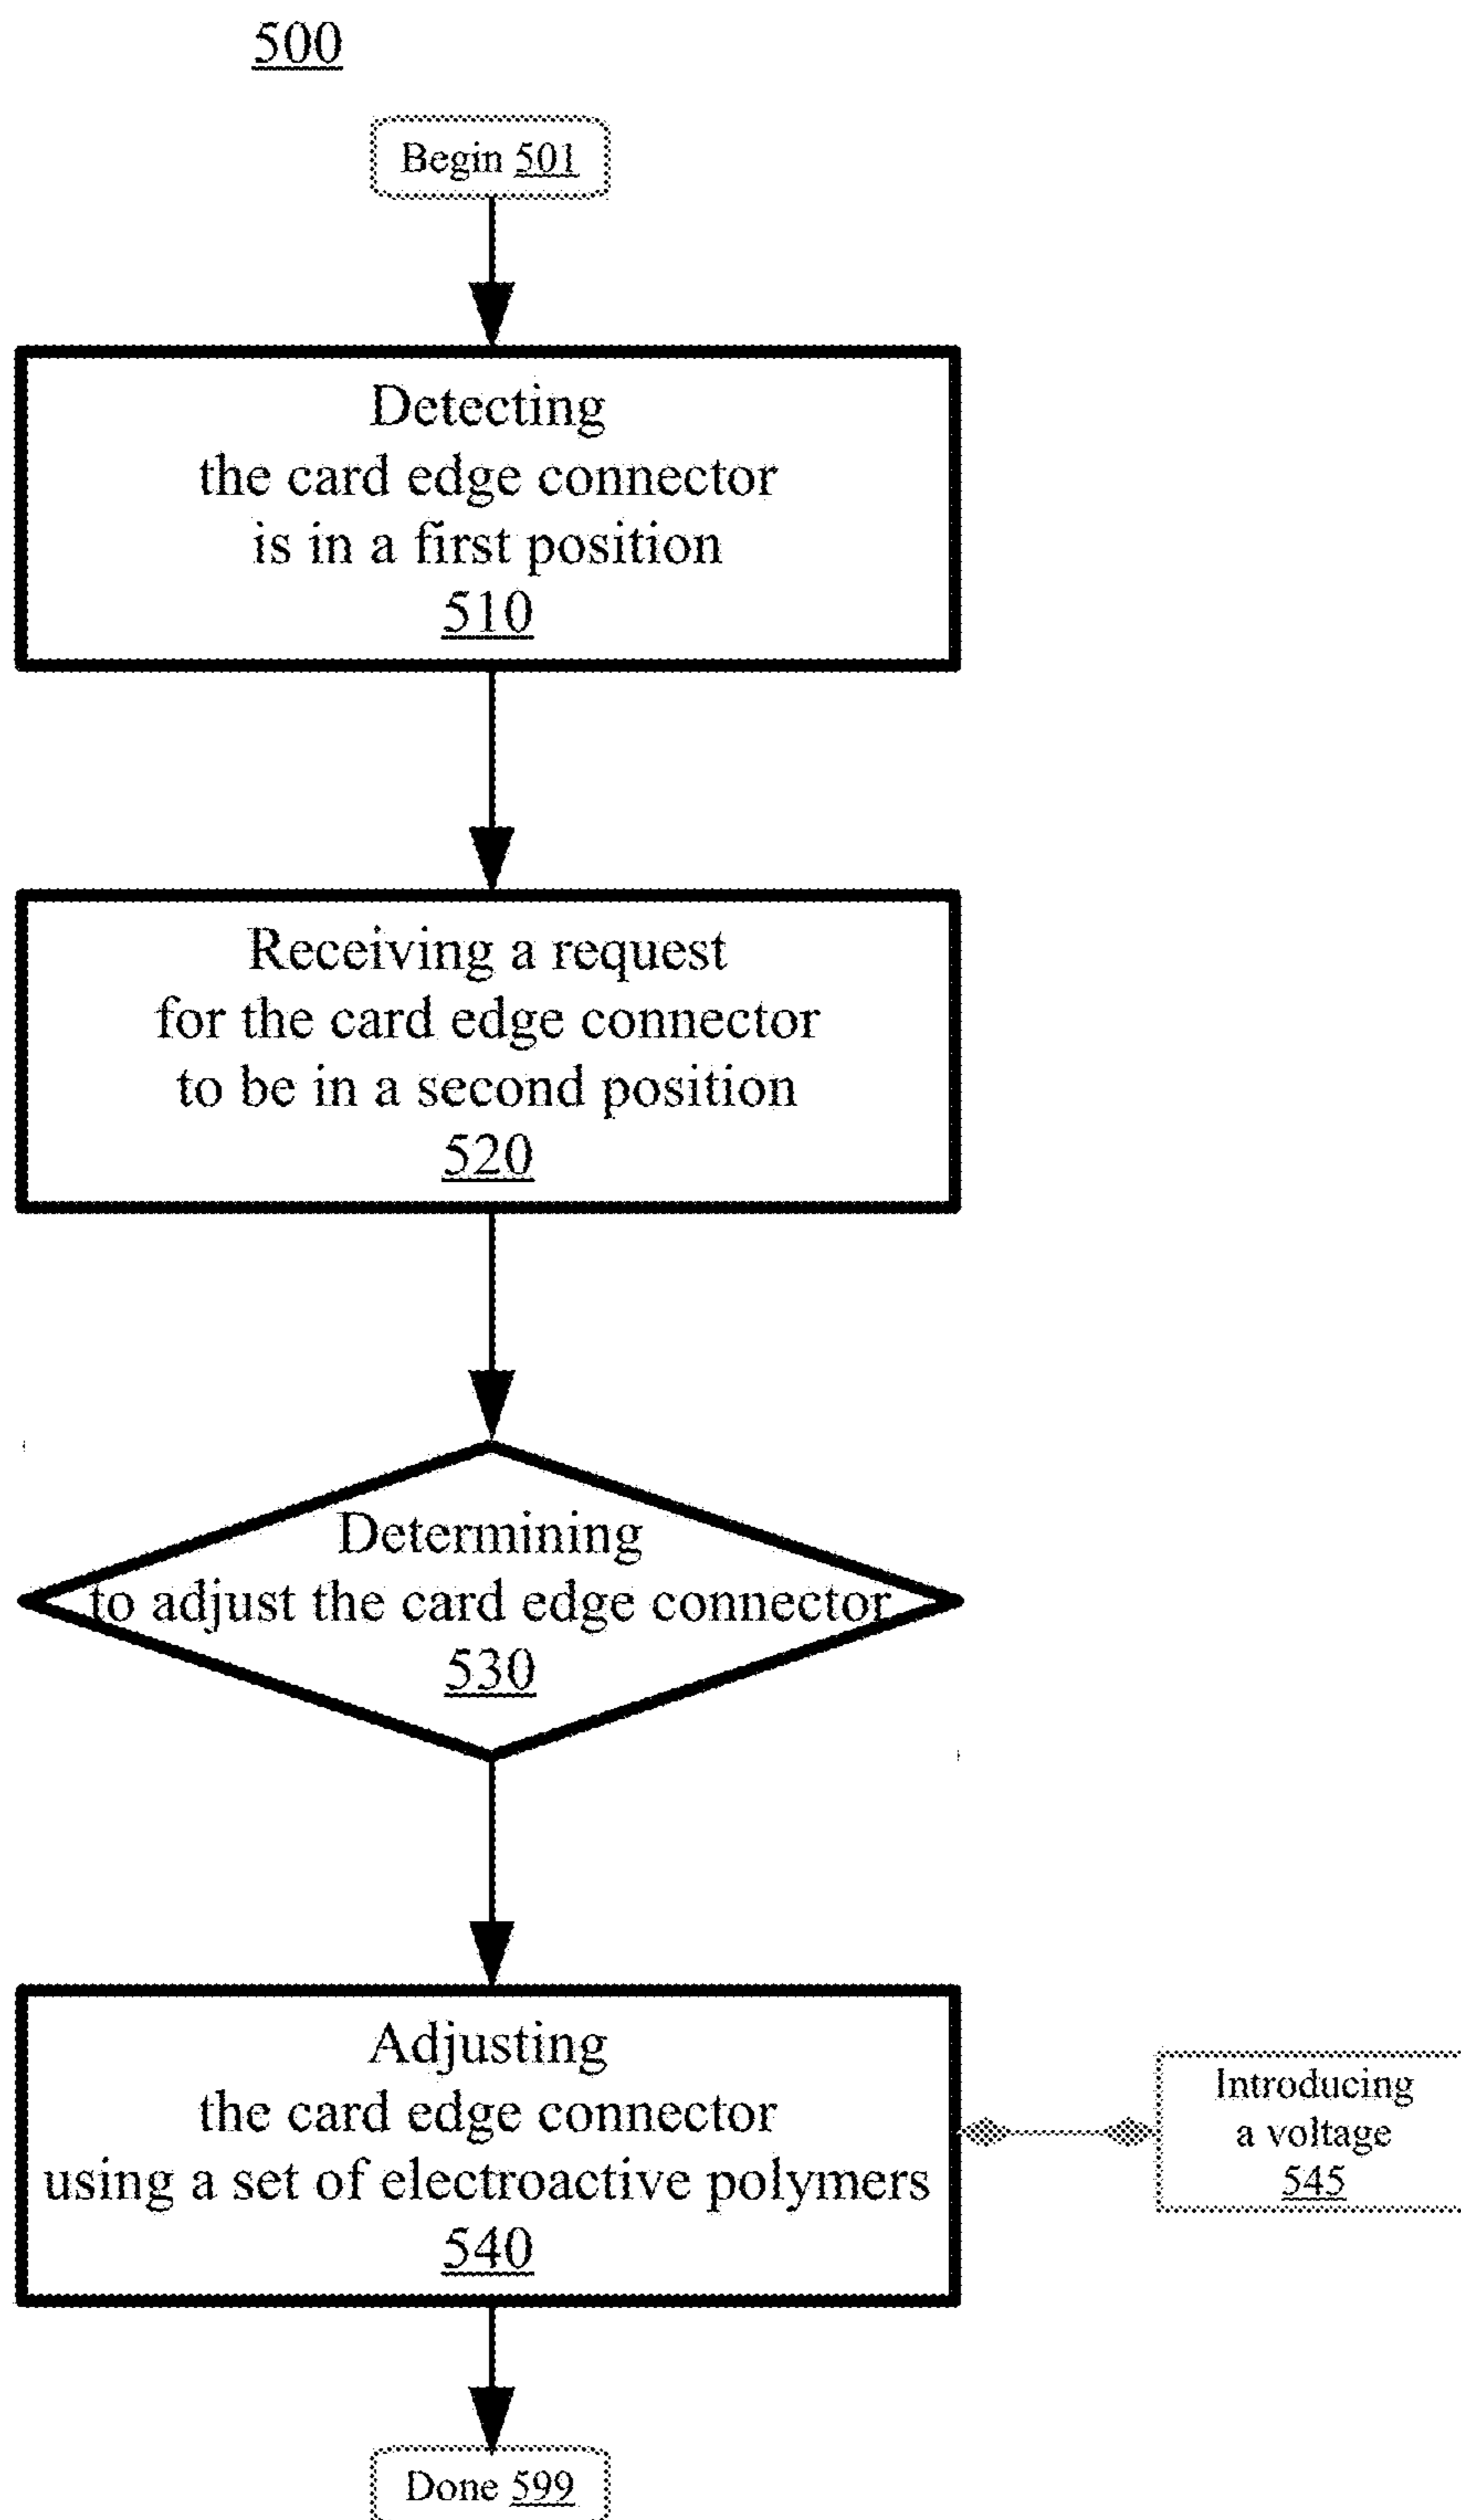 500
Begin 501
Detecting
the card edge connector
is in a first position
510
Receiving a request
for the card edge connector
to be in a second position
520
Determining
to adjust the card edge connector
530
Adjusting
the card edge connector
using a set of electroactive polymers
540
Introducing
a voltage
545
Done 599